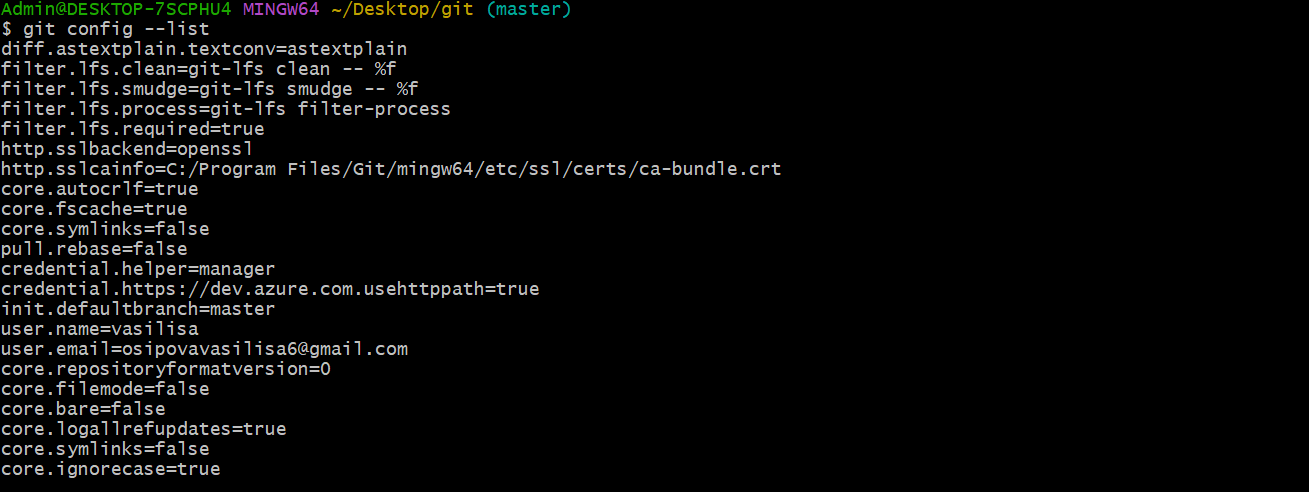 Admin@DESKTOP-7SCPHU4 MINGW64 ~/Desktop/git (master)
$ git config --list
diff.astextplain.textconv=astextplain
filter.lfs.clean=git-lfs clean -- %f
filter.lfs.smudge=git-lfs smudge -- %f
filter.lfs.process=git-lfs filter-process
filter.lfs.required=true
http.sslbackend=openssl
http.sslcainfo=C:/Program Files/Git/mingw64/etc/ssl/certs/ca-bundle.crt
core.autocrlf=true
core.fscache=true
core.symlinks=false
pull.rebase=false
credential.helper=manager
credential.https://dev.azure.com.usehttppath=true
init.defaultbranch=master
user.name=vasilisa
user.email=osipovavasilisa6@gmail.com
core.repositoryformatversion=0
core.filemode=false
core.bare=false
core.logallrefupdates=true
core.symlinks=false
core.ignorecase=true